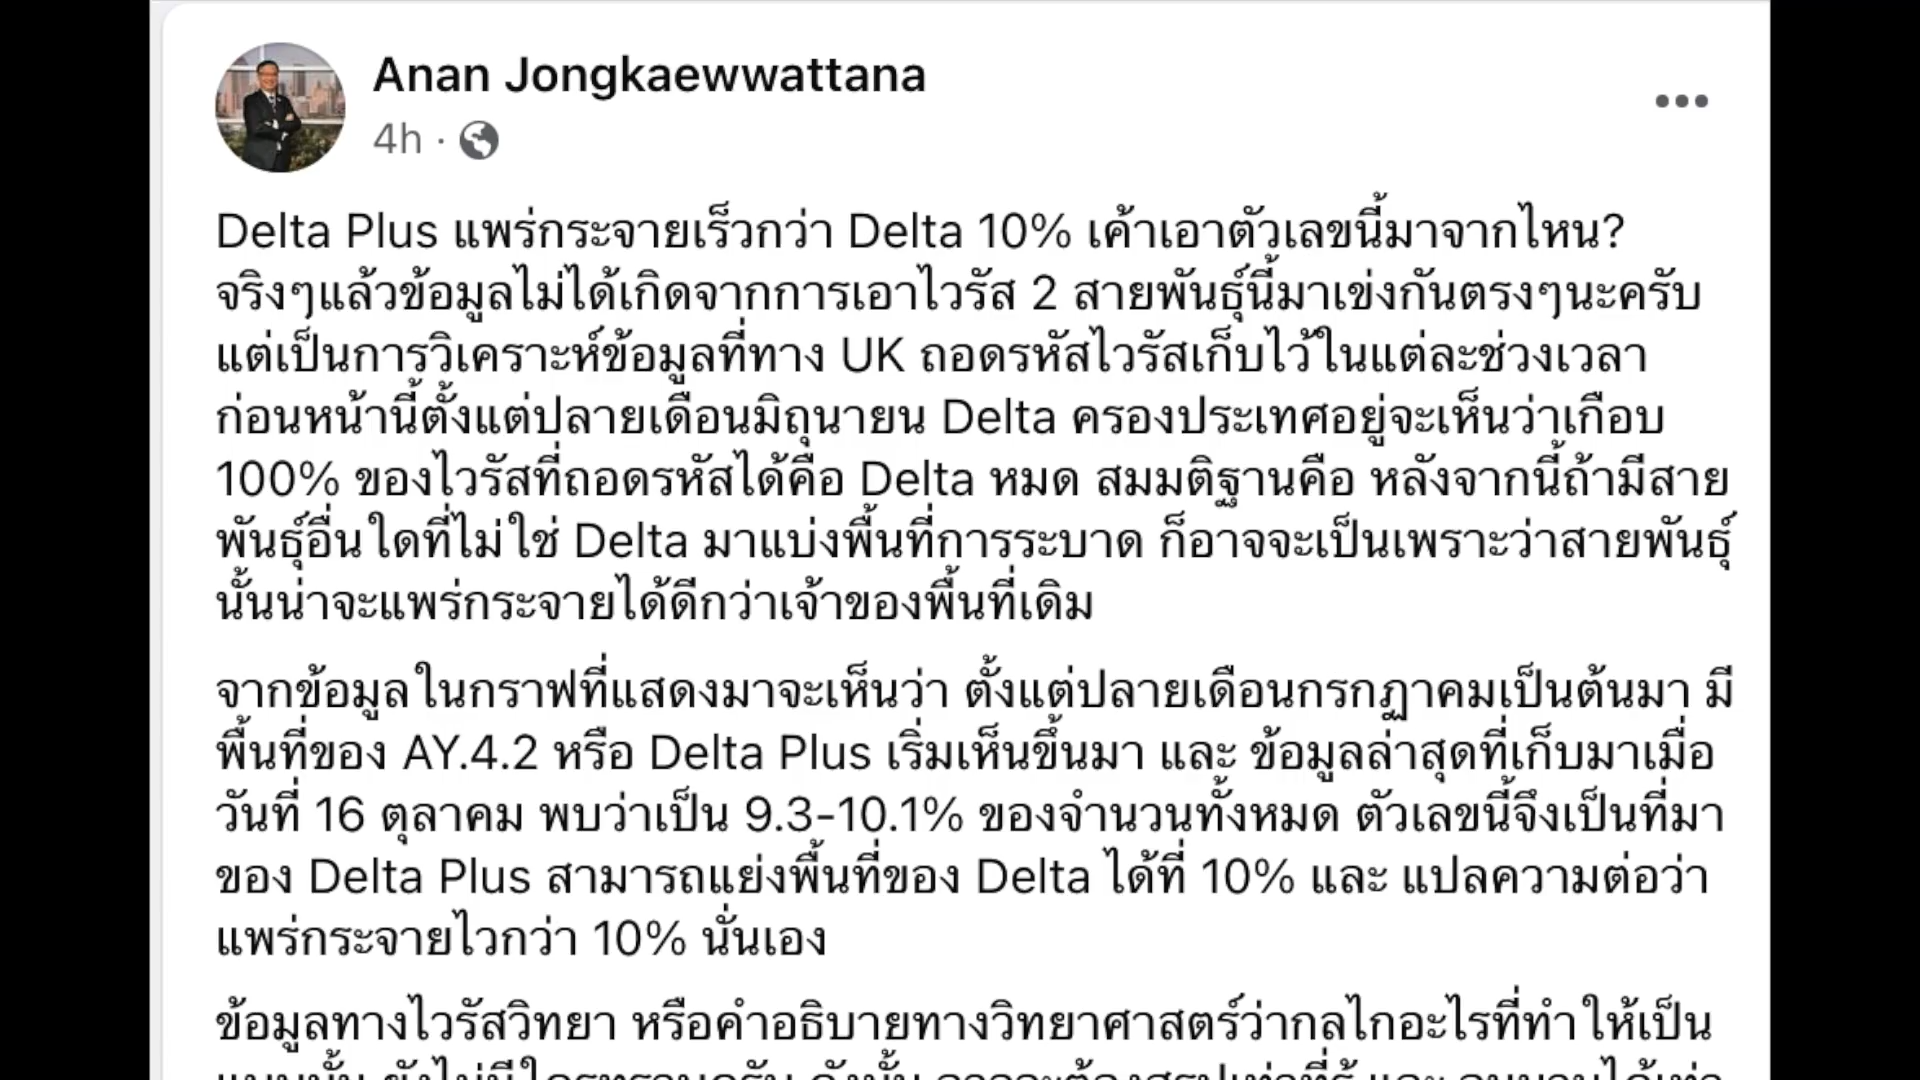 Anan Jongkaewwattana
4h ·
Delta Plus แพร่กระจายเร็วกว่า Delta 10% เค้าเอาตัวเลขนี้มาจากไหน?
จริงๆแล้วข้อมูลไม่ได้เกิดจากการเอาไวรัส 2 สายพันธุ์นี้มาแข่งกันตรงๆนะครับ
แต่เป็นการวิเคราะห์ข้อมูลที่ทาง UK ถอดรหัสไวรัสเก็บไว้ในแต่ละช่วงเวลา
ก่อนหน้านี้ตั้งแต่ปลายเดือนมิถุนายน Delta ครองประเทศอยู่จะเห็นว่าเกือบ
100% ของไวรัสที่ถอดรหัสได้คือ Delta หมด สมมติฐานคือ หลังจากนี้ถ้ามีสาย
พันธุ์อื่นใดที่ไม่ใช่ Delta มาแบ่งพื้นที่การระบาด ก็อาจจะเป็นเพราะว่าสายพันธุ์
นั้นน่าจะแพร่กระจายได้ดีกว่าเจ้าของพื้นที่เดิม
จากข้อมูลในกราฟที่แสดงมาจะเห็นว่า ตั้งแต่ปลายเดือนกรกฎาคมเป็นต้นมา มี
พื้นที่ของ AY.4.2 หรือ Delta Plus เริ่มเห็นขึ้นมา และ ข้อมูลล่าสุดที่เก็บมาเมื่อ
วันที่ 16 ตุลาคม พบว่าเป็น 9.3-10.1% ของจำนวนทั้งหมด ตัวเลขนี้จึงเป็นที่มา
ของ Delta Plus สามารถแย่งพื้นที่ของ Delta ได้ที่ 10% และ แปลความต่อว่า
แพร่กระจายไวกว่า 10% นั่นเอง
ข้อมูลทางไวรัสวิทยา หรือคำอธิบายทางวิทยาศาสตร์ว่ากลไกอะไรที่ทำให้เป็น